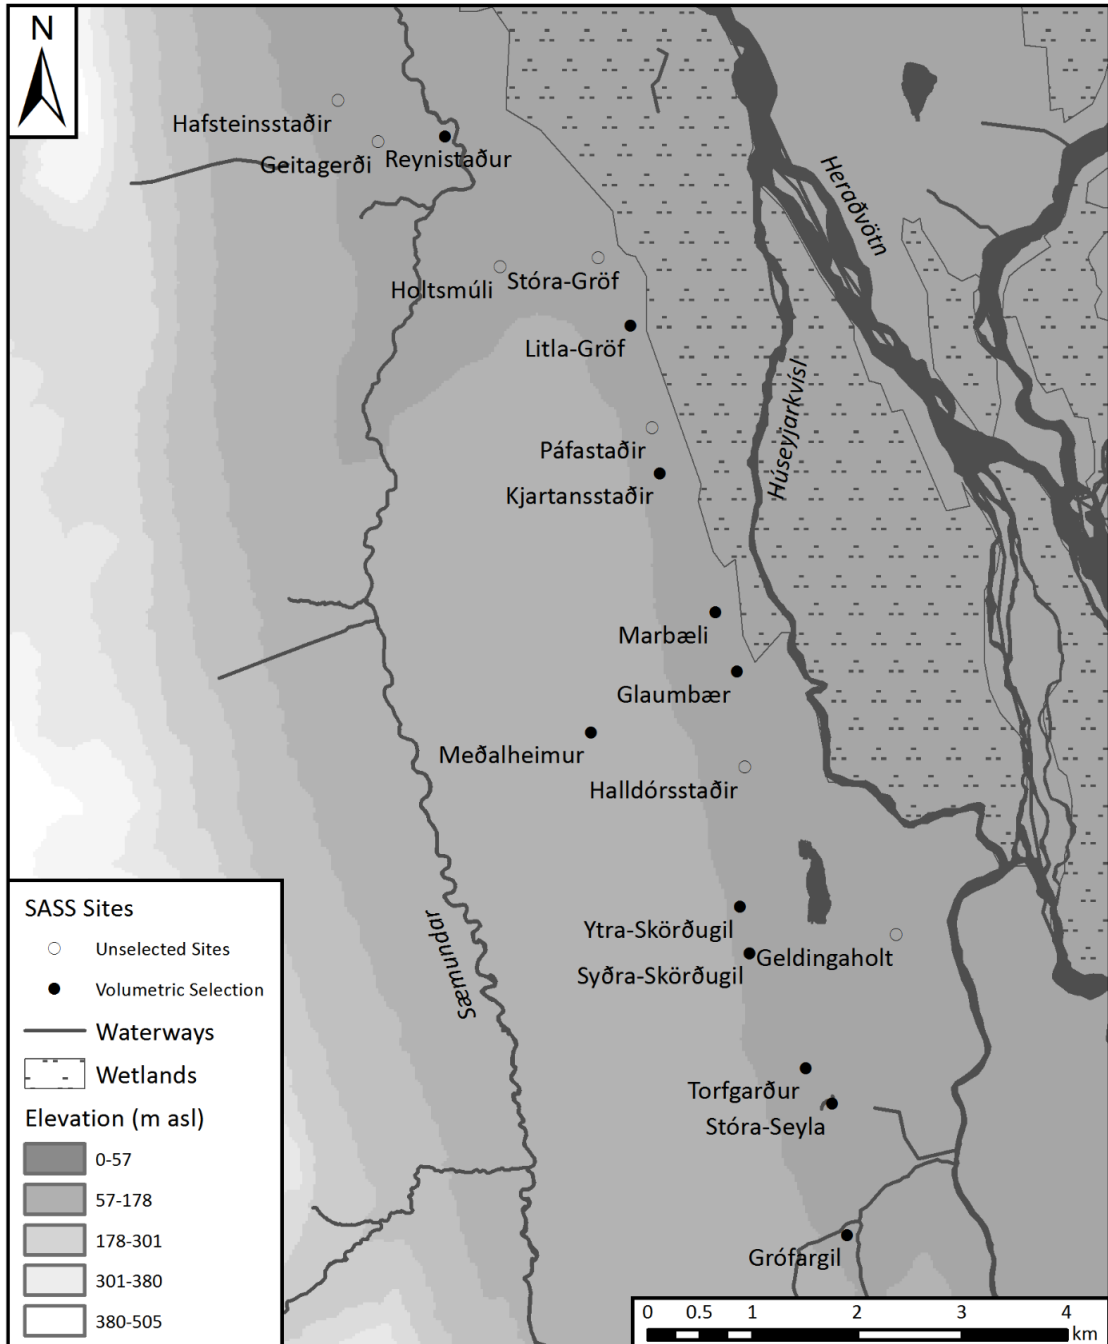 N
Hafsteinsstaðir
Geitagerði
Reynistaður
Heraðvötn
Holtsmúli
Stóra-Gröf
Litla-Gröf
Húseyjarkvísl
Páfastaðir
Kjartansstaðir
Marbæli
Glaumbær
Meðalheimur
Halldórsstaðir
Sæmundar
Ytra-Skörðugil
Geldingaholt
Syðra-Skörðugil
Torfgarður
Stóra-Seyla
Grófargil
SASS Sites
Unselected Sites
Volumetric Selection
Waterways
Wetlands
Elevation (m asl)
0-57
57-178
178-301
301-380
380-505
0 0.5 1 2 3 4
km